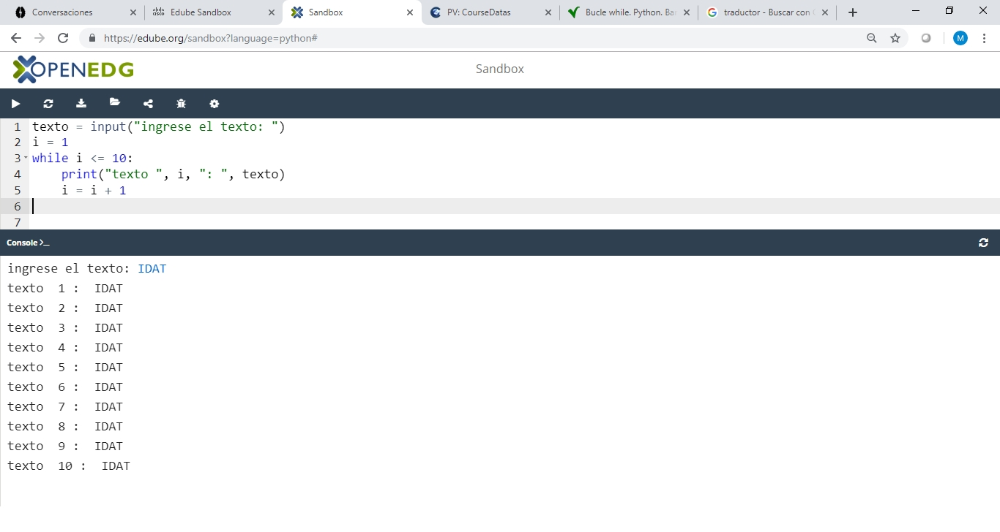 Conversaciones
Edube Sandbox
Sandbox
PV: CourseDatas
Bucle while. Python. Ba
traductor - Buscar con
https://edube.org/sandbox?language=python#
M
OPENEDG
Sandbox
1 texto = input("ingrese el texto: ")
2 i = 1
3 while i <= 10:
4     print("texto ", i, ": ", texto)
5     i = i + 1
6
7
Console >_
ingrese el texto: IDAT
texto  1 :  IDAT
texto  2 :  IDAT
texto  3 :  IDAT
texto  4 :  IDAT
texto  5 :  IDAT
texto  6 :  IDAT
texto  7 :  IDAT
texto  8 :  IDAT
texto  9 :  IDAT
texto  10 :  IDAT